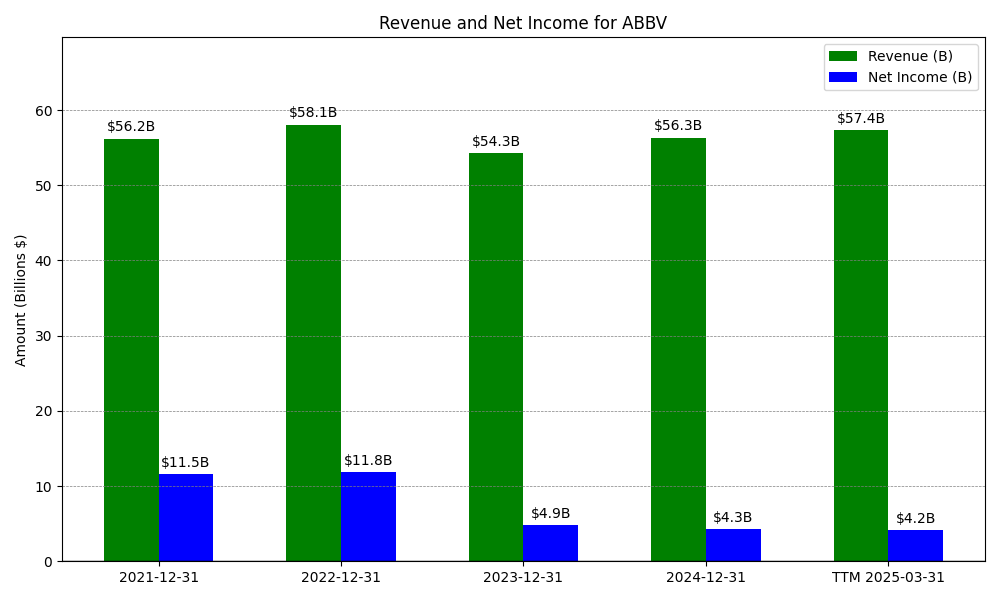 Revenue and Net Income for ABBV
Revenue (B)
Net Income (B)
Amount (Billions $)
60
50
40
30
20
10
0
$56.2B
$58.1B
$54.3B
$56.3B
$57.4B
$11.5B
$11.8B
$4.9B
$4.3B
$4.2B
2021-12-31
2022-12-31
2023-12-31
2024-12-31
TTM 2025-03-31